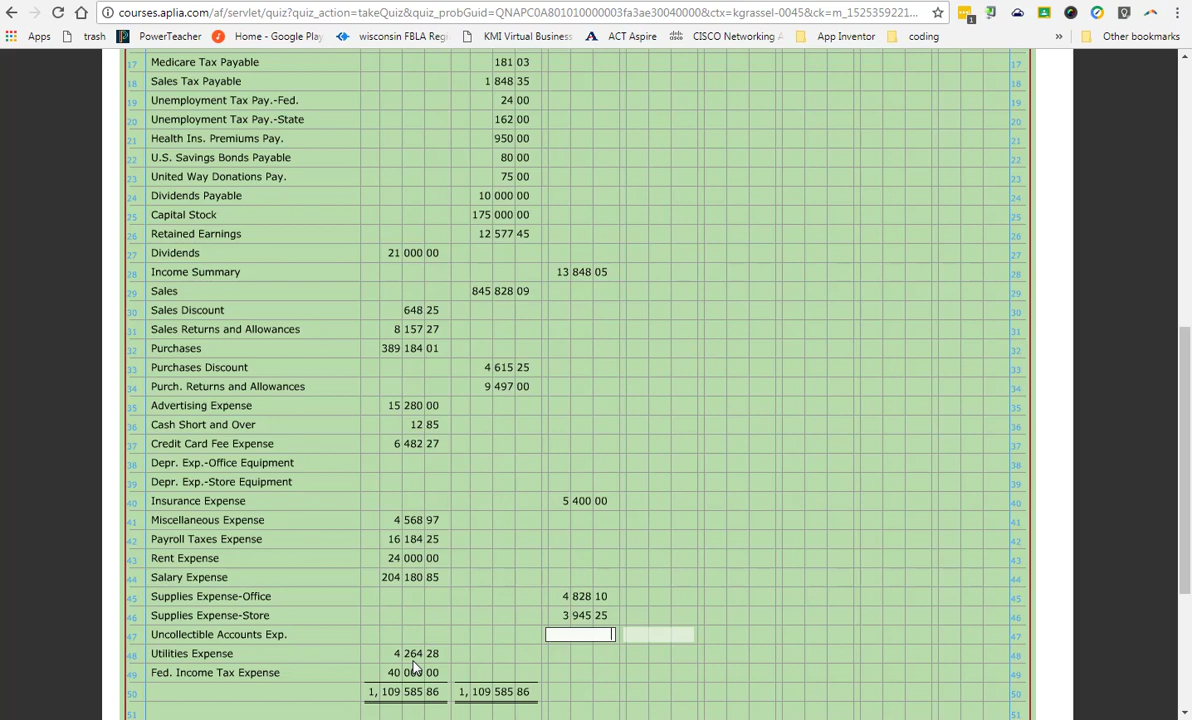 courses.aplia.com/af/servlet/quiz?quiz_action=takeQuiz&quiz_probGuid=QNAPC0A801010000003fa3ae30040000&ctx=kgrassel-0045&ck=m_1525359221...
Apps trash PowerTeacher Home - Google Play wisconsin FBLA Reg KMI Virtual Business ACT Aspire CISCO Networking App Inventor coding » Other bookmarks
17 Medicare Tax Payable 181 03 17
18 Sales Tax Payable 1 848 35 18
19 Unemployment Tax Pay.-Fed. 24 00 19
20 Unemployment Tax Pay.-State 162 00 20
21 Health Ins. Premiums Pay. 950 00 21
22 U.S. Savings Bonds Payable 80 00 22
23 United Way Donations Pay. 75 00 23
24 Dividends Payable 10 000 00 24
25 Capital Stock 175 000 00 25
26 Retained Earnings 12 577 45 26
27 Dividends 21 000 00 27
28 Income Summary 13 848 05 28
29 Sales 845 828 09 29
30 Sales Discount 648 25 30
31 Sales Returns and Allowances 8 157 27 31
32 Purchases 389 184 01 32
33 Purchases Discount 4 615 25 33
34 Purch. Returns and Allowances 9 497 00 34
35 Advertising Expense 15 280 00 35
36 Cash Short and Over 12 85 36
37 Credit Card Fee Expense 6 482 27 37
38 Depr. Exp.-Office Equipment 38
39 Depr. Exp.-Store Equipment 39
40 Insurance Expense 5 400 00 40
41 Miscellaneous Expense 4 568 97 41
42 Payroll Taxes Expense 16 184 25 42
43 Rent Expense 24 000 00 43
44 Salary Expense 204 180 85 44
45 Supplies Expense-Office 4 828 10 45
46 Supplies Expense-Store 3 945 25 46
47 Uncollectible Accounts Exp. 47
48 Utilities Expense 4 264 28 48
49 Fed. Income Tax Expense 40 000 00 49
50 1, 109 585 86 1, 109 585 86 50
51 51